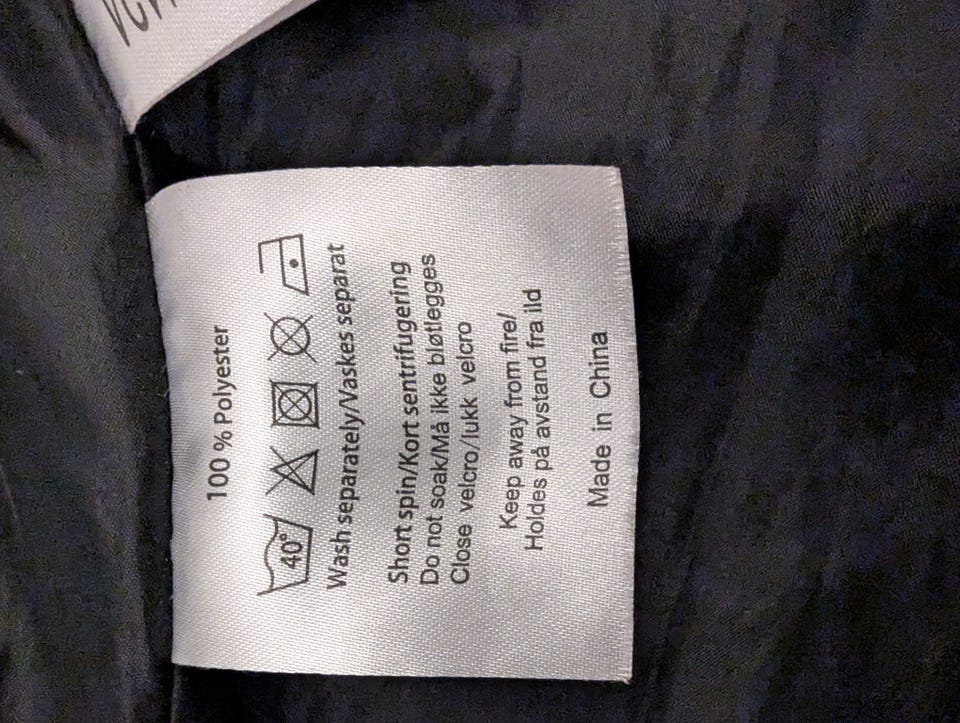 100 % Polyester
40°
Wash separately/Vaskes separat
Short spin/Kort sentrifugering
Do not soak/Må ikke bløtlegges
Close velcro/lukk velcro
Keep away from fire/
Holdes på avstand fra ild
Made in China